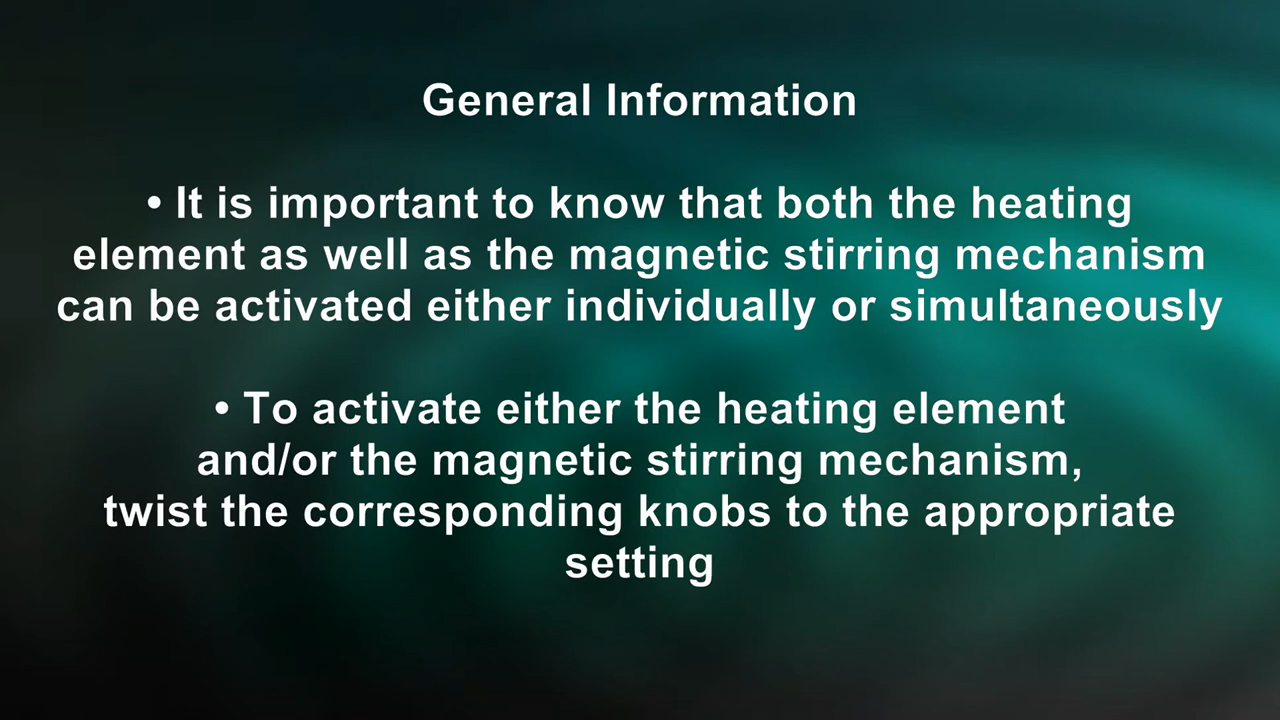 General Information
• It is important to know that both the heating
element as well as the magnetic stirring mechanism
can be activated either individually or simultaneously
• To activate either the heating element
and/or the magnetic stirring mechanism,
twist the corresponding knobs to the appropriate
setting